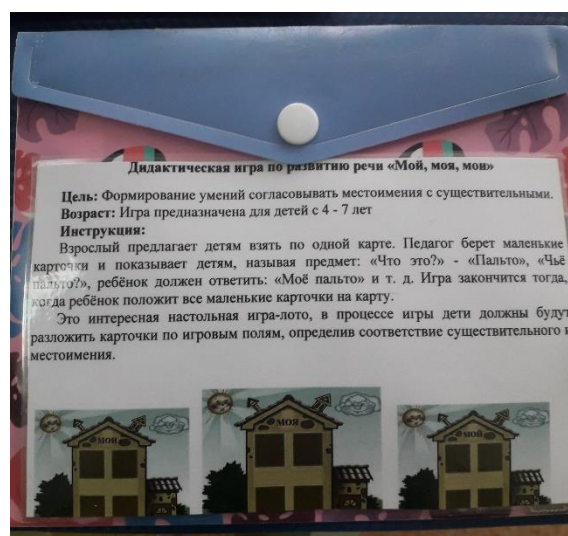 Дидактическая игра по развитию речи «Мой, моя, мои»
Цель: Формирование умений согласовывать местоимения с существительными.
Возраст: Игра предназначена для детей с 4 - 7 лет
Инструкция:
Взрослый предлагает детям взять по одной карте. Педагог берет маленькие
карточки и показывает детям, называя предмет: «Что это?» - «Пальто», «Чьё
пальто?», ребёнок должен ответить: «Моё пальто» и т. д. Игра закончится тогда,
когда ребёнок положит все маленькие карточки на карту.
Это интересная настольная игра-лото, в процессе игры дети должны будут
разложить карточки по игровым полям, определив соответствие существительного и
местоимения.
МОИ МОЯ МОЙ